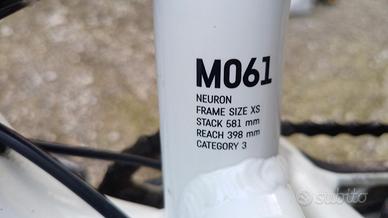 M061
NEURON
FRAME SIZE XS
STACK 581 mm
REACH 398 mm
CATEGORY 3
subito